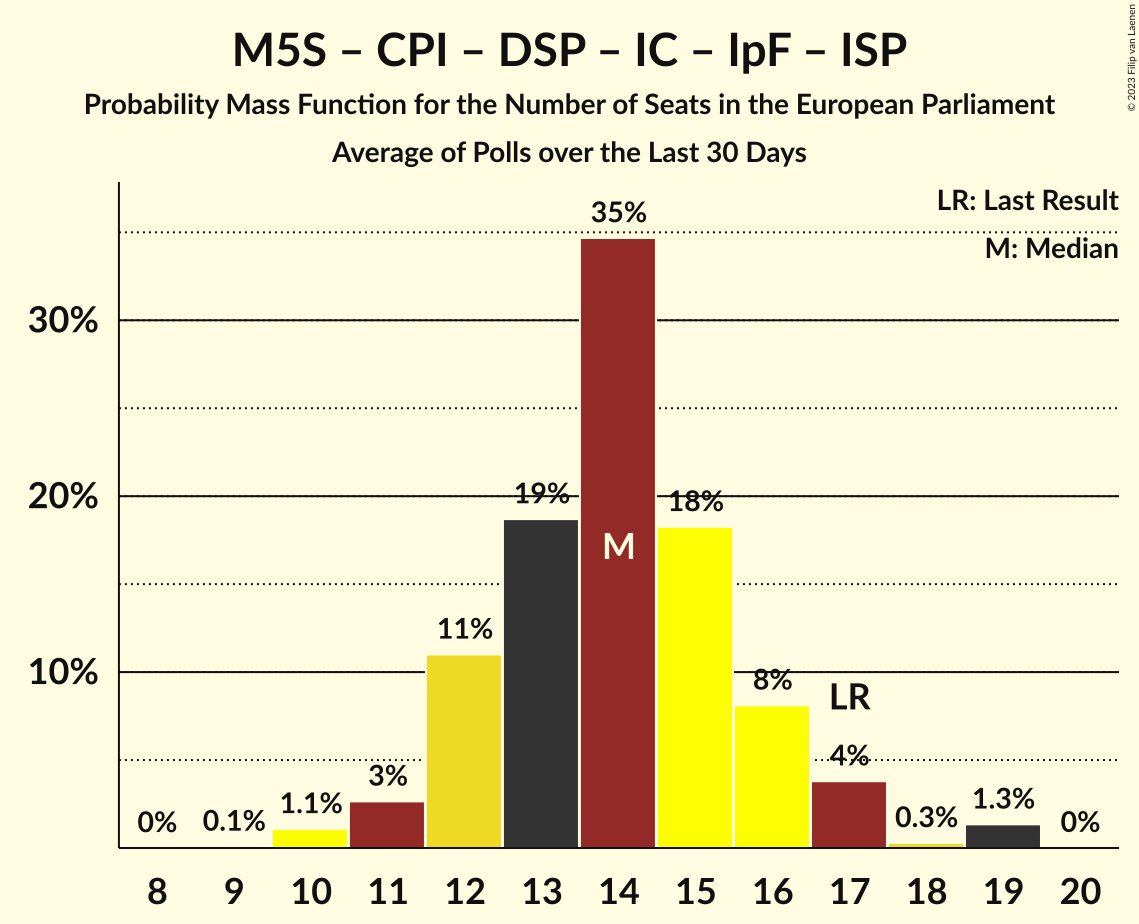 M5S – CPI – DSP – IC – IpF – ISP
Probability Mass Function for the Number of Seats in the European Parliament
Average of Polls over the Last 30 Days
© 2023 Filip van Laenen
LR: Last Result
M: Median
30%
20%
10%
0%
0.1%
1.1%
3%
11%
19%
35%
M
18%
8%
LR
4%
0.3%
1.3%
0%
8 9 10 11 12 13 14 15 16 17 18 19 20